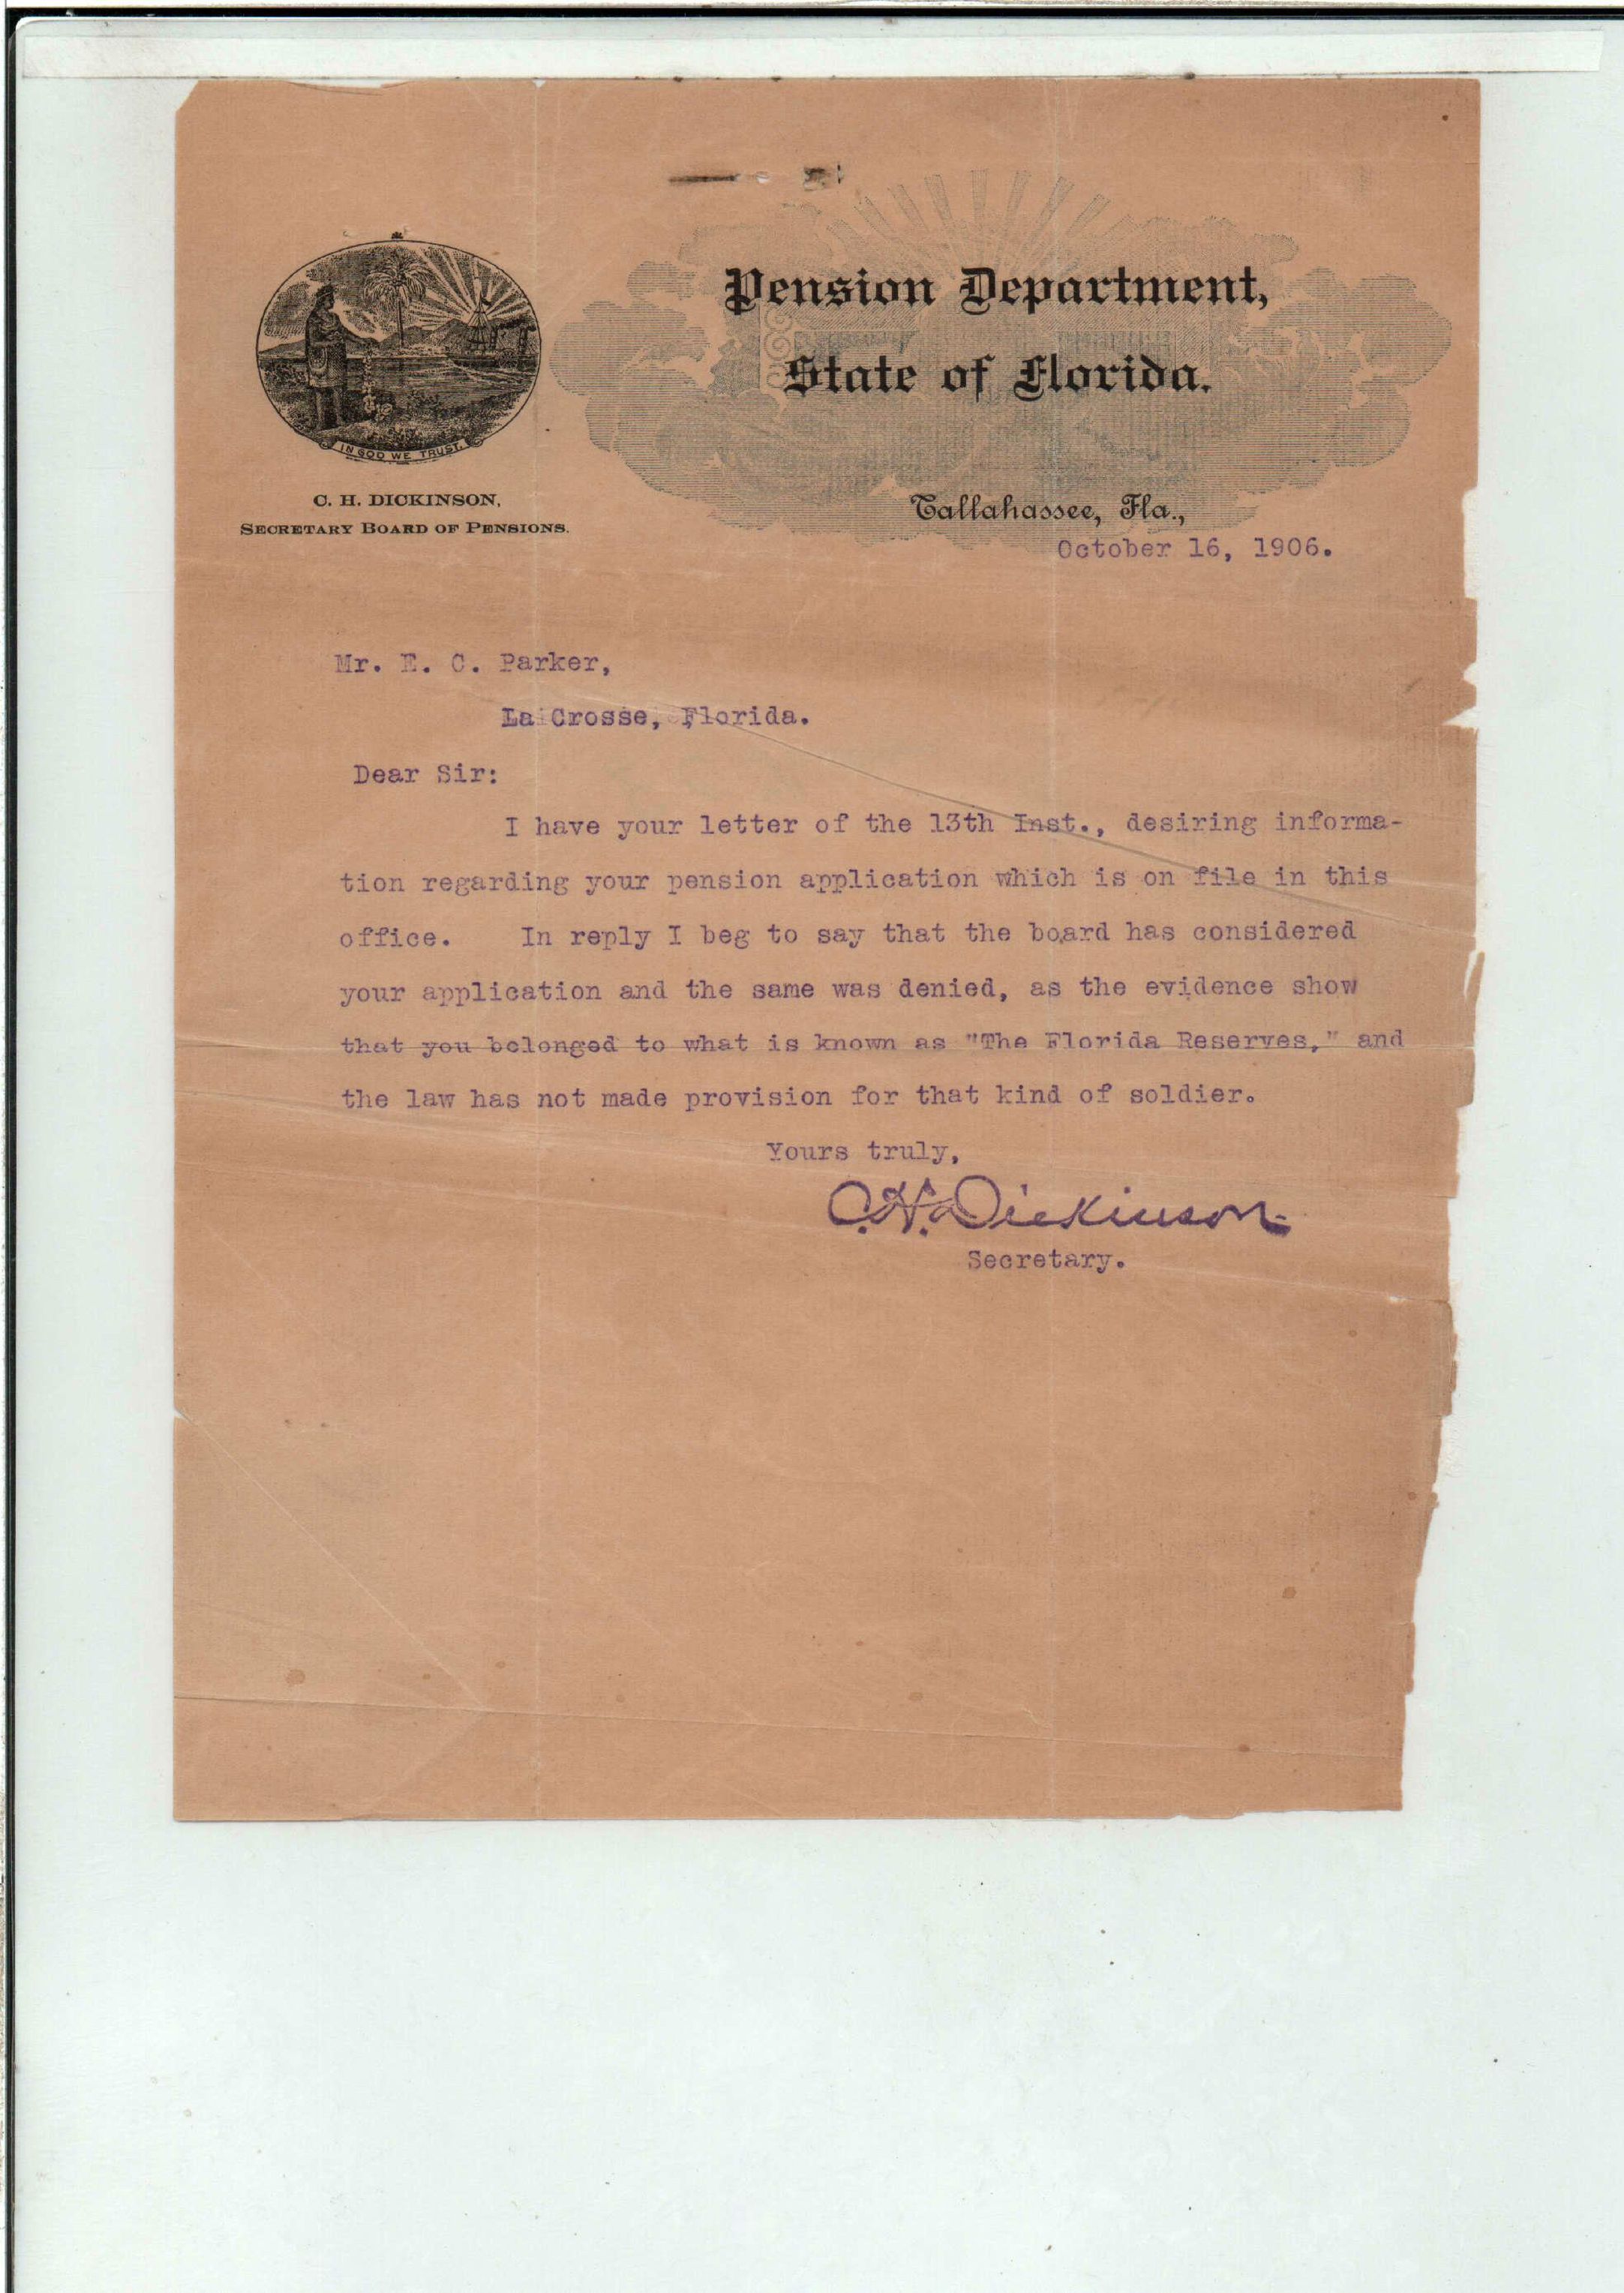 Pension Department,
State of Florida.
IN GOD WE TRUST.
C. H. DICKINSON,
SECRETARY BOARD OF PENSIONS.
Tallahassee, Fla.,
October 16, 1906.
Mr. E. C. Parker,
La Crosse, Florida.
Dear Sir:
I have your letter of the 13th Inst., desiring informa-
tion regarding your pension application which is on file in this
office. In reply I beg to say that the board has considered
your application and the same was denied, as the evidence show
that you belonged to what is known as "The Florida Reserves," and
the law has not made provision for that kind of soldier.
Yours truly,
C. H. Dickinson
Secretary.